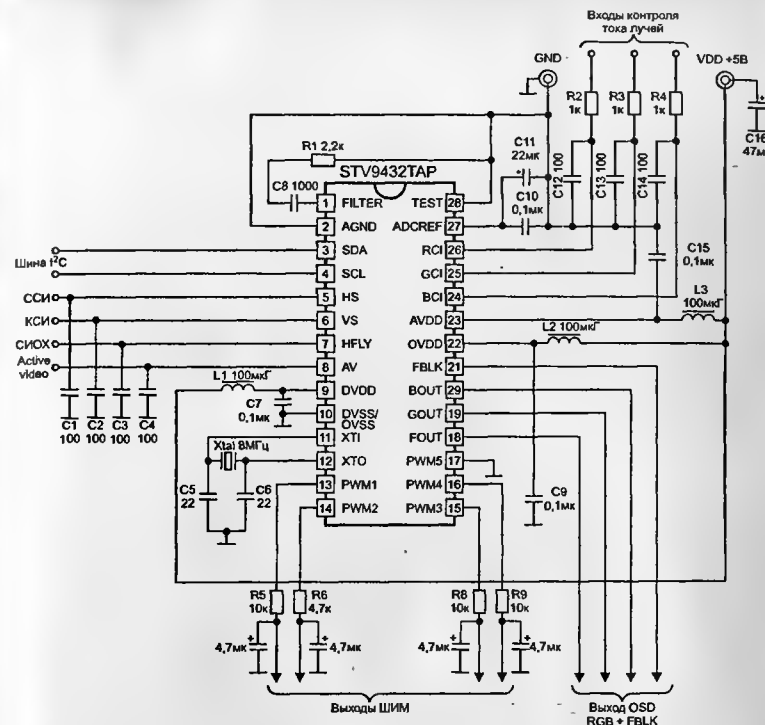 Входы контроля
тока лучей
GND
VDD +5В
R2
1к
R3
1к
R4
1к
C16
47м
R1 2,2к
C11
22мк
C12 100
C13 100
C14 100
STV9432TAP
C8 1000
C10
0,1мк
1 FILTER
TEST 28
2 AGND
ADCREF 27
3 SDA
RCI 26
C15
0,1мк
Шина I²C
4 SCL
GCI 25
ССИ
5 HS
BCI 24
L3
100мкГ
КСИ
6 VS
AVDD 23
L2 100мкГ
СИОХ
7 HFLY
OVDD 22
Active
video
8 AV
FBLK 21
L1 100мкГ
9 DVDD
BOUT 29
C7
0,1мк
10 DVSS/
OVSS
GOUT 19
C1
100
C2
100
C3
100
C4
100
11 XTI
FOUT 18
Xtal 8МГц
12 XTO
PWM5 17
13 PWM1
PWM4 16
C5
22
C6
22
C9
0,1мк
14 PWM2
PWM3 15
R5
10к
R6
4,7к
R8
10к
R9
10к
4,7мк
4,7мк
4,7мк
4,7мк
Выходы ШИМ
Выход OSD
RGB + FBLK